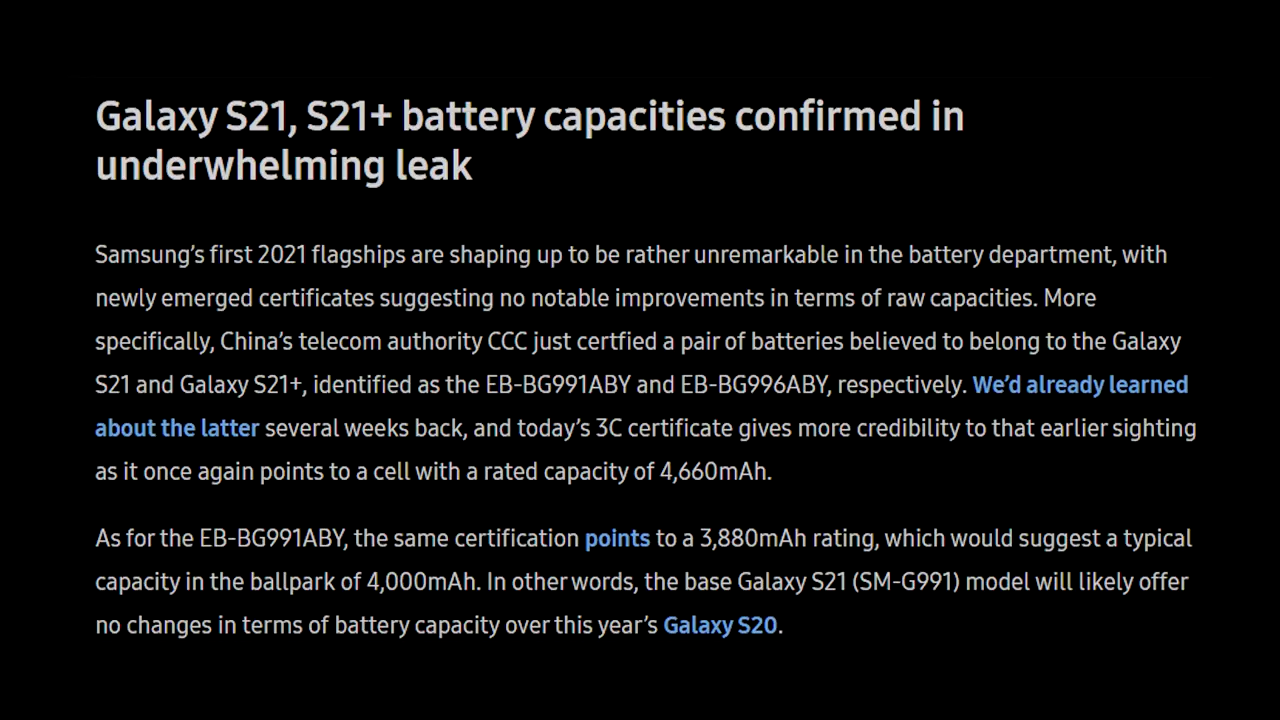 Galaxy S21, S21+ battery capacities confirmed in
underwhelming leak
Samsung’s first 2021 flagships are shaping up to be rather unremarkable in the battery department, with
newly emerged certificates suggesting no notable improvements in terms of raw capacities. More
specifically, China’s telecom authority CCC just certfied a pair of batteries believed to belong to the Galaxy
S21 and Galaxy S21+, identified as the EB-BG991ABY and EB-BG996ABY, respectively. We’d already learned
about the latter several weeks back, and today’s 3C certificate gives more credibility to that earlier sighting
as it once again points to a cell with a rated capacity of 4,660mAh.
As for the EB-BG991ABY, the same certification points to a 3,880mAh rating, which would suggest a typical
capacity in the ballpark of 4,000mAh. In other words, the base Galaxy S21 (SM-G991) model will likely offer
no changes in terms of battery capacity over this year’s Galaxy S20.